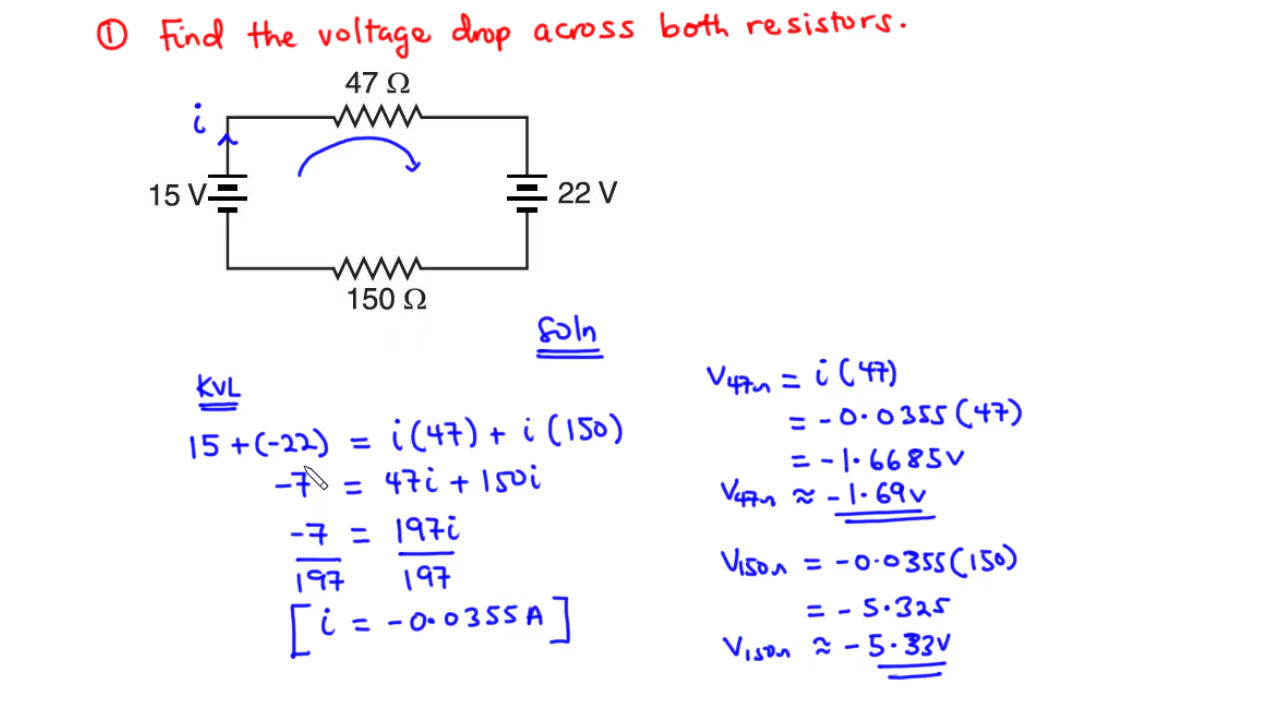 ① Find the voltage drop across both resistors.
47 Ω
i
15 V
22 V
150 Ω
Soln
KVL
15 + (-22) = i(47) + i(150)
-7 = 47i + 150i
-7/197 = 197i/197
[i = -0.0355A]
V47Ω = i(47)
= -0.0355(47)
= -1.6685V
V47Ω ≈ -1.69V
V150Ω = -0.0355(150)
= -5.325
V150Ω ≈ -5.33V